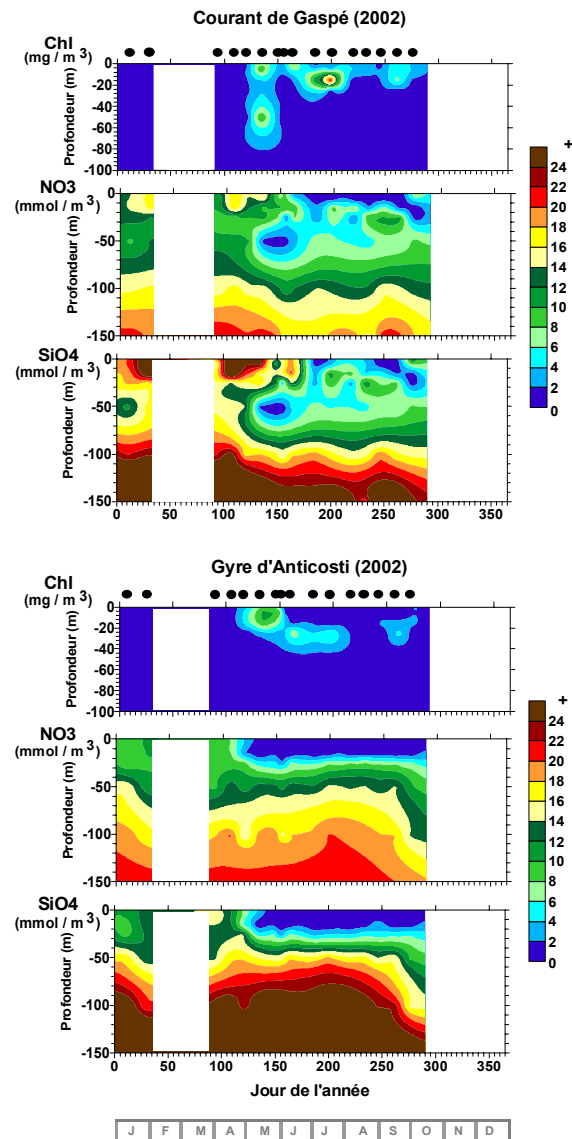 Courant de Gaspé (2002)
Chl
(mg / m 3)
Profondeur (m)
0
-20
-40
-60
-80
-100
NO3
(mmol / m 3)
Profondeur (m)
0
-50
-100
-150
SiO4
(mmol / m 3)
Profondeur (m)
0
-50
-100
-150
0 50 100 150 200 250 300 350
+
24
22
20
18
16
14
12
10
8
6
4
2
0
Gyre d'Anticosti (2002)
Chl
(mg / m 3)
Profondeur (m)
0
-20
-40
-60
-80
-100
NO3
(mmol / m 3)
Profondeur (m)
0
-50
-100
-150
SiO4
(mmol / m 3)
Profondeur (m)
0
-50
-100
-150
0 50 100 150 200 250 300 350
+
24
22
20
18
16
14
12
10
8
6
4
2
0
Jour de l'année
J F M A M J J A S O N D